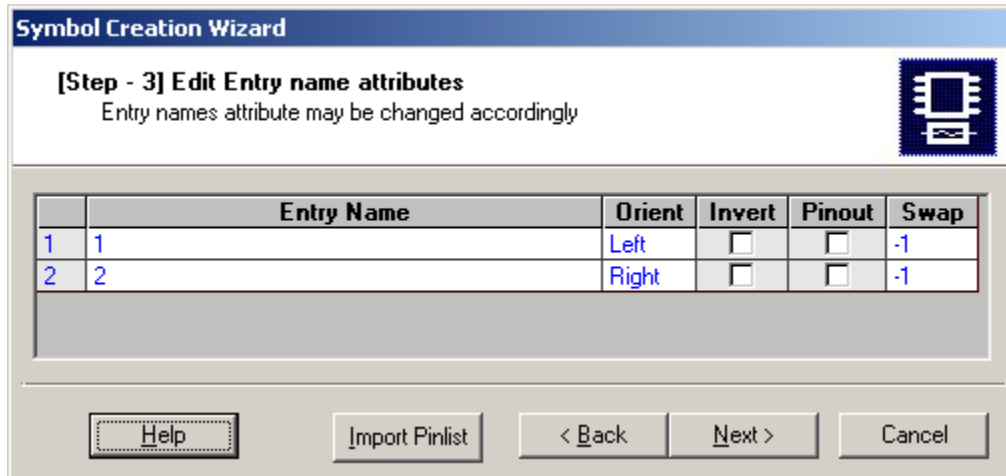 Symbol Creation Wizard
[Step - 3] Edit Entry name attributes
Entry names attribute may be changed accordingly
Entry Name Orient Invert Pinout Swap
1 1 Left -1
2 2 Right -1
Help Import Pinlist < Back Next > Cancel